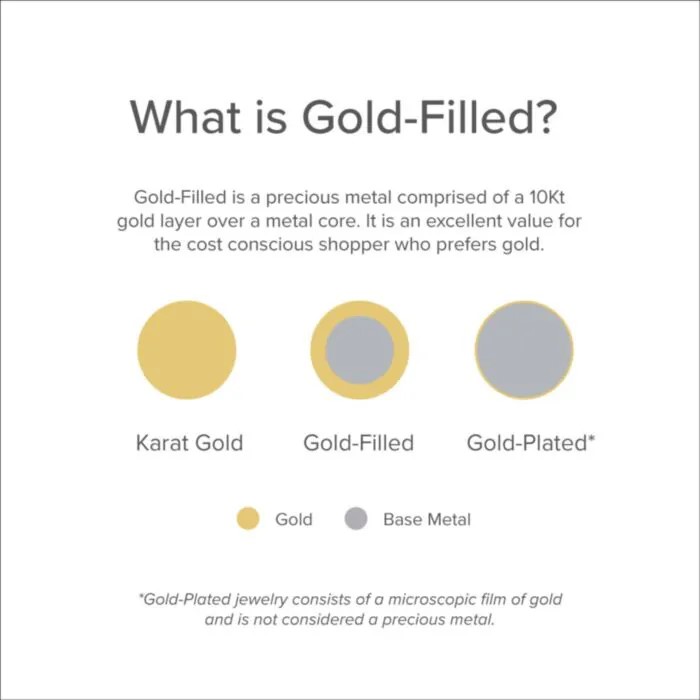 What is Gold-Filled?
Gold-Filled is a precious metal comprised of a 10Kt
gold layer over a metal core. It is an excellent value for
the cost conscious shopper who prefers gold.
Karat Gold
Gold-Filled
Gold-Plated*
Gold
Base Metal
*Gold-Plated jewelry consists of a microscopic film of gold
and is not considered a precious metal.